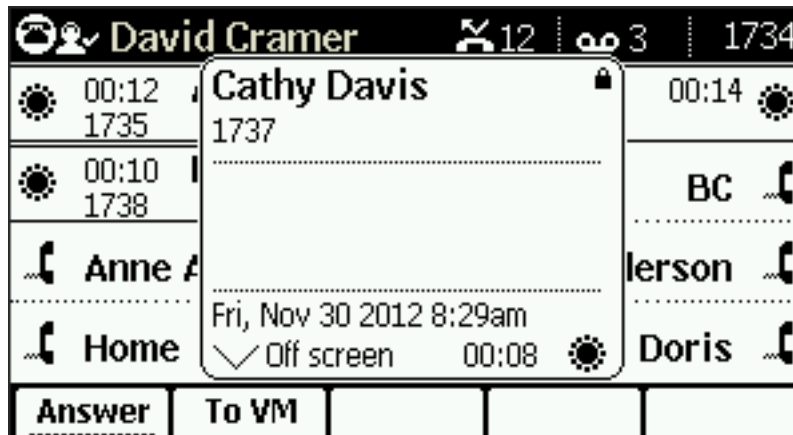 David Cramer 12 3 1734
Cathy Davis
1737
00:12
1735
00:14
00:10
1738
BC
Anne
lerson
Fri, Nov 30 2012 8:29am
Off screen 00:08
Home
Doris
Answer To VM